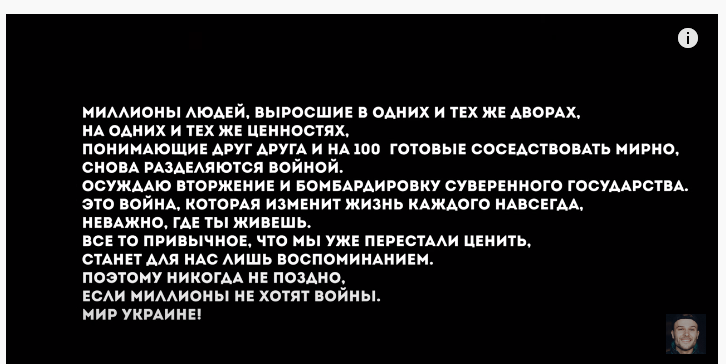 МИЛЛИОНЫ ЛЮДЕЙ, ВЫРОСШИЕ В ОДНИХ И ТЕХ ЖЕ ДВОРАХ,
НА ОДНИХ И ТЕХ ЖЕ ЦЕННОСТЯХ,
ПОНИМАЮЩИЕ ДРУГ ДРУГА И НА 100 ГОТОВЫЕ СОСЕДСТВОВАТЬ МИРНО,
СНОВА РАЗДЕЛЯЮТСЯ ВОЙНОЙ.
ОСУЖДАЮ ВТОРЖЕНИЕ И БОМБАРДИРОВКУ СУВЕРЕННОГО ГОСУДАРСТВА.
ЭТО ВОЙНА, КОТОРАЯ ИЗМЕНИТ ЖИЗНЬ КАЖДОГО НАВСЕГДА,
НЕВАЖНО, ГДЕ ТЫ ЖИВЕШЬ.
ВСЕ ТО ПРИВЫЧНОЕ, ЧТО МЫ УЖЕ ПЕРЕСТАЛИ ЦЕНИТЬ,
СТАНЕТ ДЛЯ НАС ЛИШЬ ВОСПОМИНАНИЕМ.
ПОЭТОМУ НИКОГДА НЕ ПОЗДНО,
ЕСЛИ МИЛЛИОНЫ НЕ ХОТЯТ ВОЙНЫ.
МИР УКРАИНЕ!